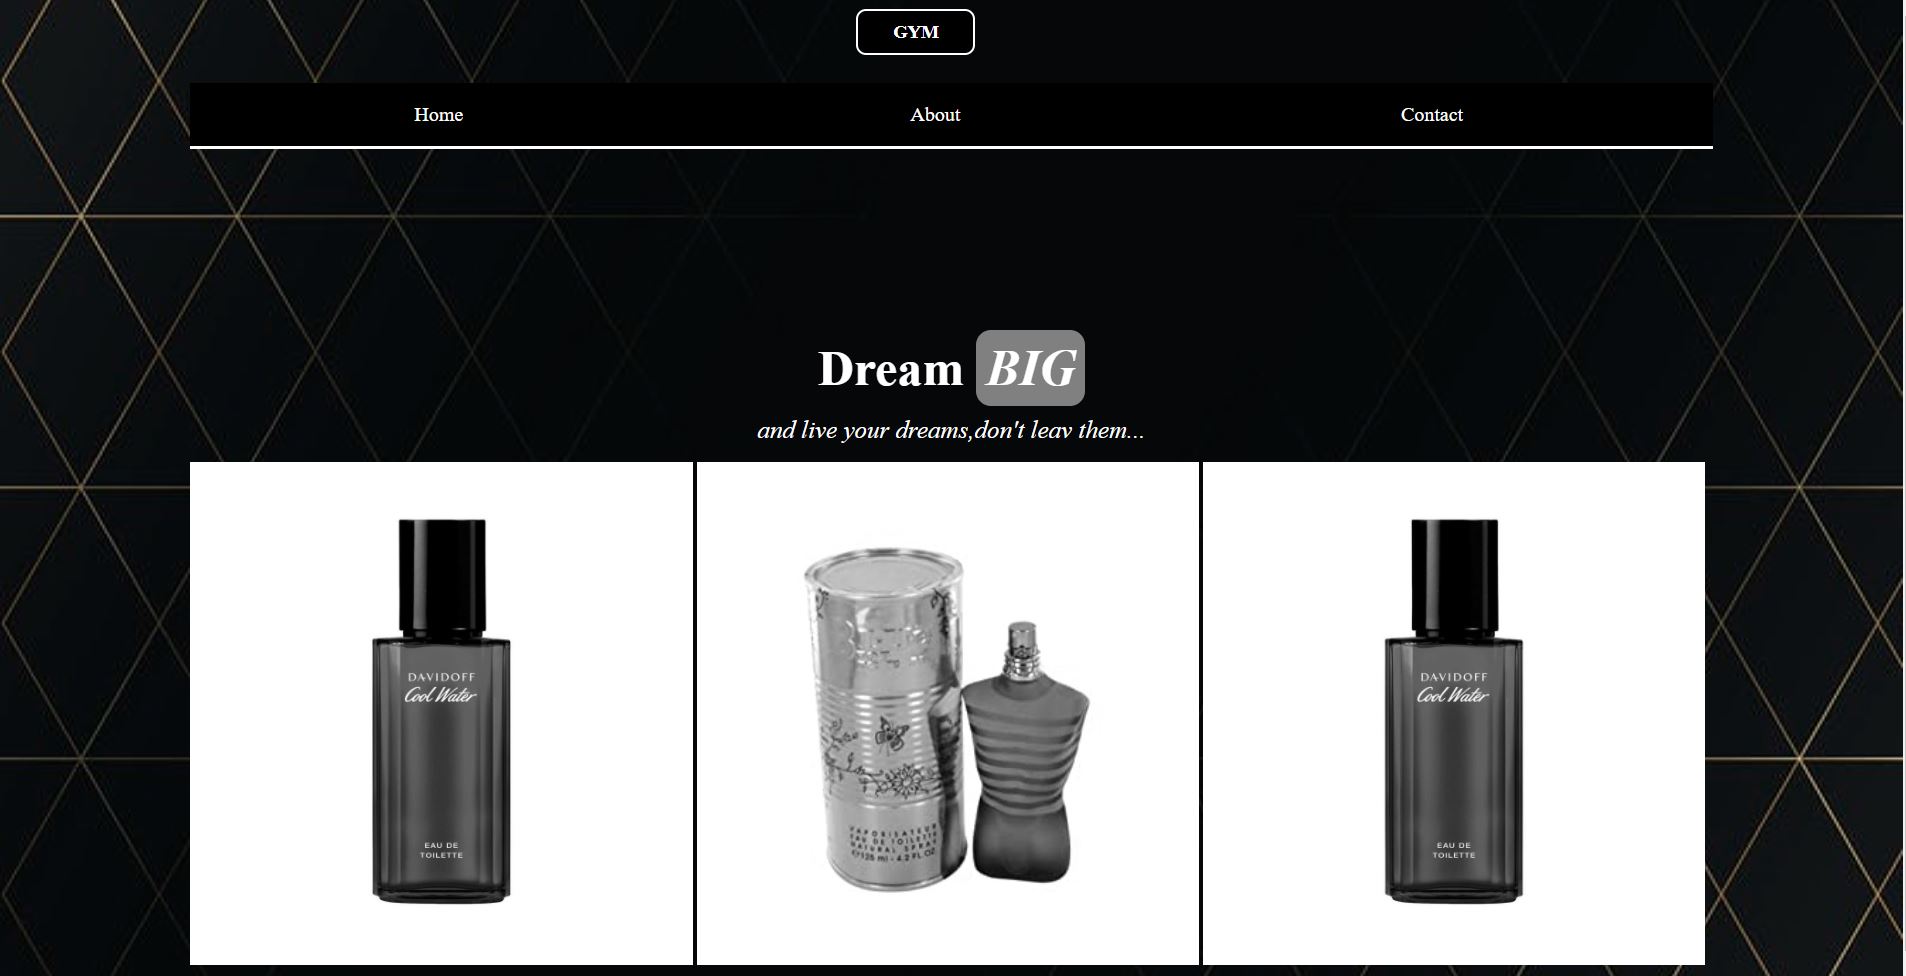 GYM
Home About Contact
Dream BIG
and live your dreams,don't leav them...
DAVIDOFF
Cool Water
EAU DE
TOILETTE
VAPORISATEUR
EAU DE TOILETTE
NATURAL SPRAY
℮125 ml - 4.2 FL.OZ
DAVIDOFF
Cool Water
EAU DE
TOILETTE